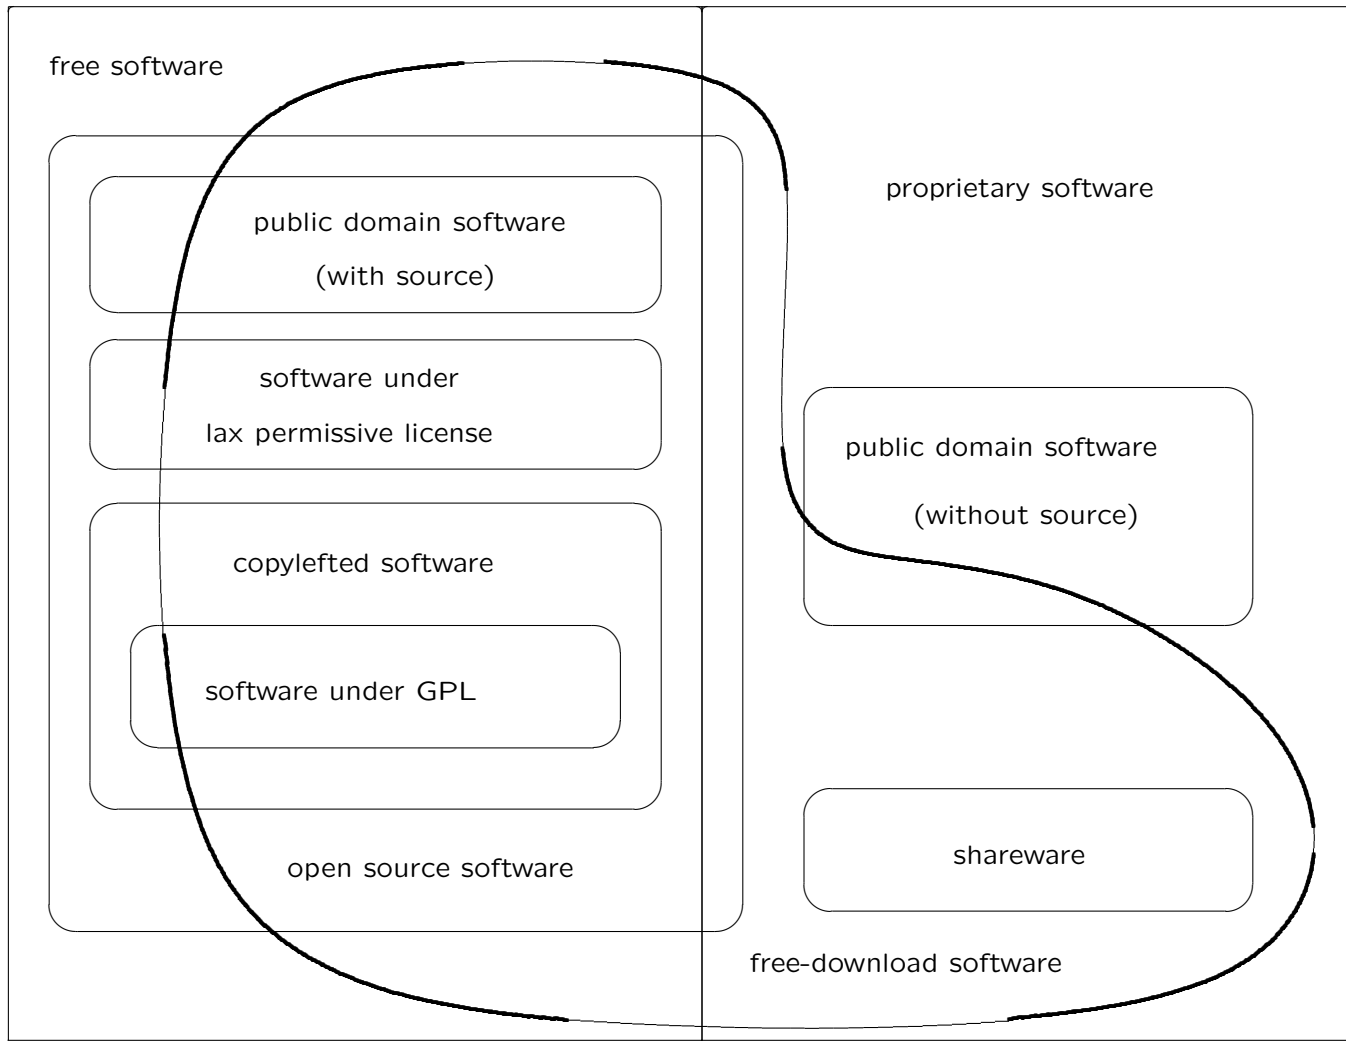 free software
proprietary software
public domain software
(with source)
software under
lax permissive license
public domain software
(without source)
copylefted software
software under GPL
shareware
open source software
free-download software